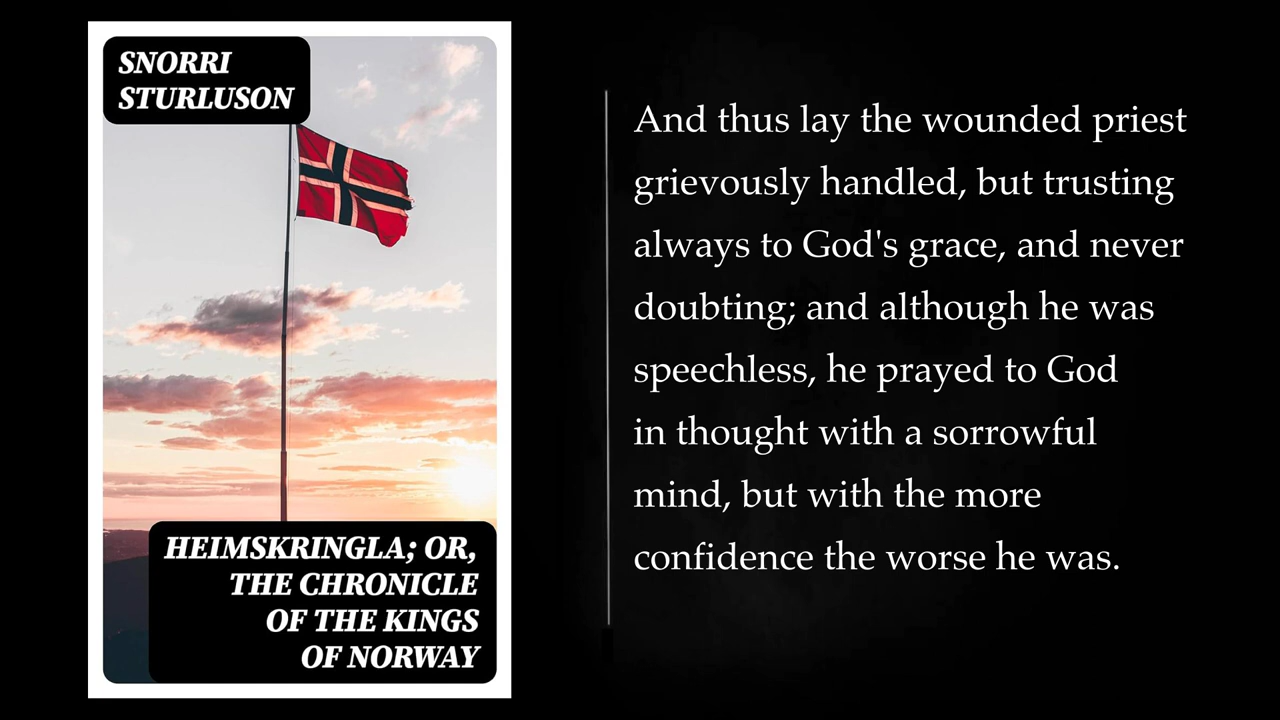 SNORRI
STURLUSON
HEIMSKRINGLA; OR,
THE CHRONICLE
OF THE KINGS
OF NORWAY
And thus lay the wounded priest
grievously handled, but trusting
always to God's grace, and never
doubting; and although he was
speechless, he prayed to God
in thought with a sorrowful
mind, but with the more
confidence the worse he was.